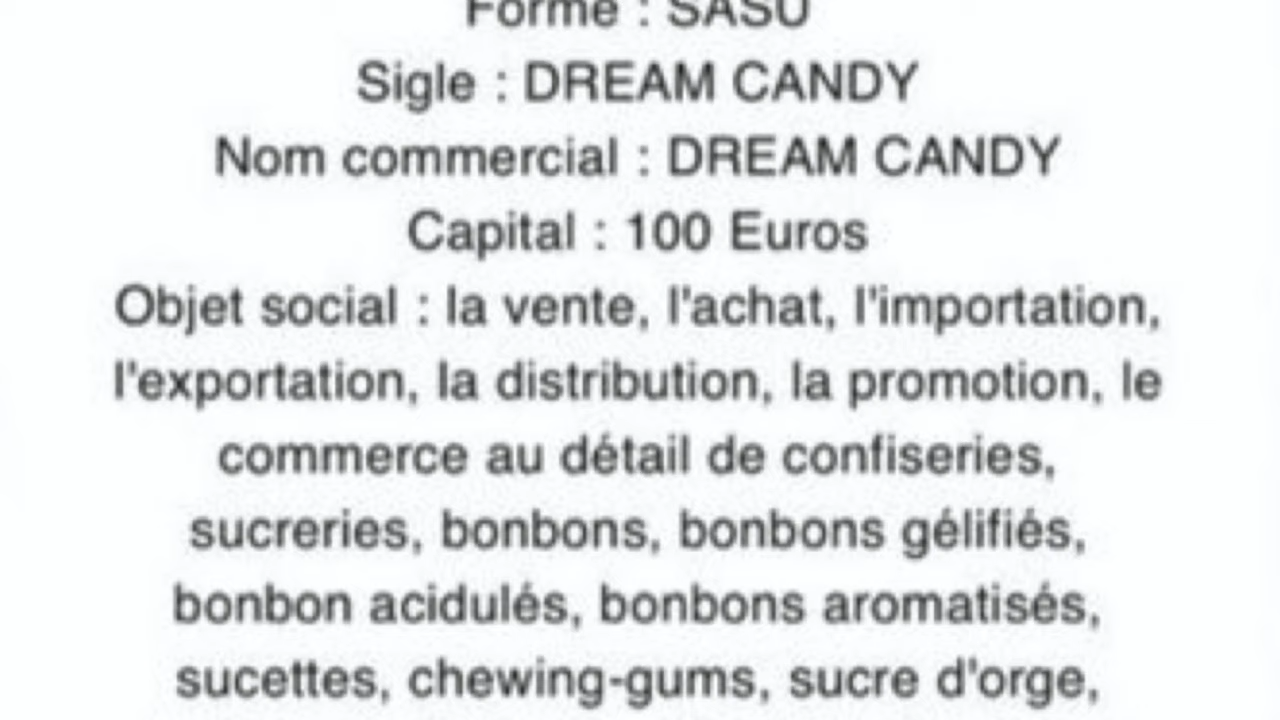 Forme : SASU
Sigle : DREAM CANDY
Nom commercial : DREAM CANDY
Capital : 100 Euros
Objet social : la vente, l'achat, l'importation,
l'exportation, la distribution, la promotion, le
commerce au détail de confiseries,
sucreries, bonbons, bonbons gélifiés,
bonbon acidulés, bonbons aromatisés,
sucettes, chewing-gums, sucre d'orge,